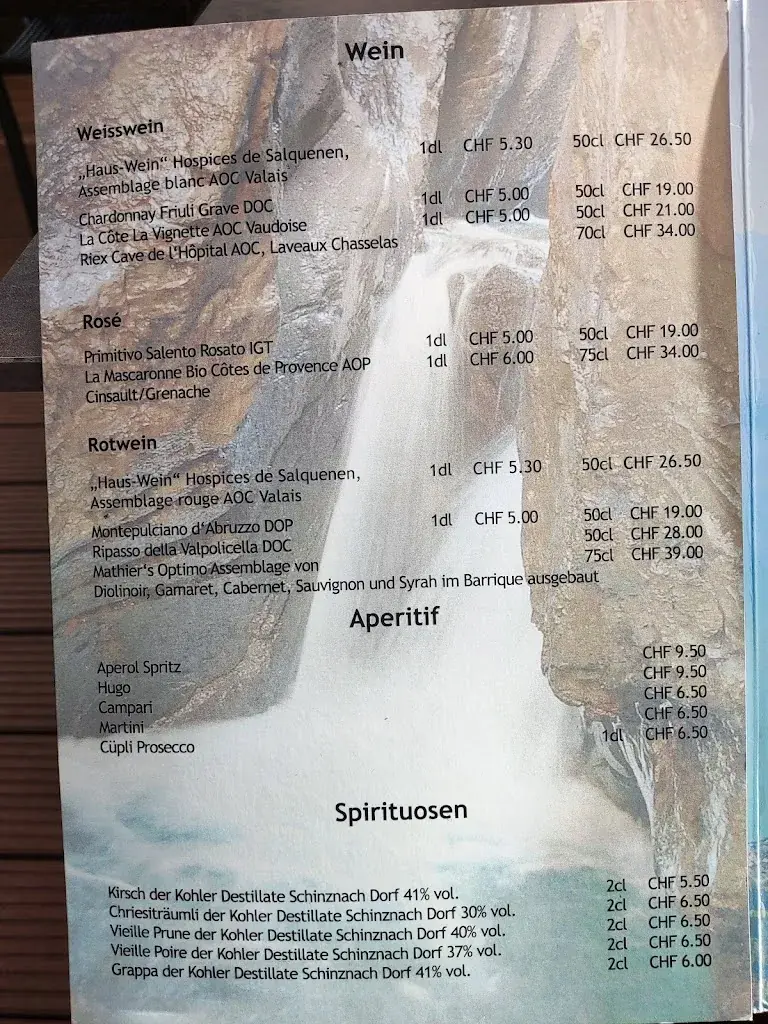 Wein
Weisswein
„Haus-Wein“ Hospices de Salquenen, 1dl CHF 5.30 50cl CHF 26.50
Assemblage blanc AOC Valais
Chardonnay Friuli Grave DOC 1dl CHF 5.00 50cl CHF 19.00
La Côte La Vignette AOC Vaudoise 1dl CHF 5.00 50cl CHF 21.00
Riex Cave de l'Hôpital AOC, Laveaux Chasselas 70cl CHF 34.00
Rosé
Primitivo Salento Rosato IGT 1dl CHF 5.00 50cl CHF 19.00
La Mascaronne Bio Côtes de Provence AOP 1dl CHF 6.00 75cl CHF 34.00
Cinsault/Grenache
Rotwein
„Haus-Wein“ Hospices de Salquenen, 1dl CHF 5.30 50cl CHF 26.50
Assemblage rouge AOC Valais
Montepulciano d'Abruzzo DOP 1dl CHF 5.00 50cl CHF 19.00
Ripasso della Valpolicella DOC 50cl CHF 28.00
Mathier's Optimo Assemblage von 75cl CHF 39.00
Diolinoir, Gamaret, Cabernet, Sauvignon und Syrah im Barrique ausgebaut
Aperitif
Aperol Spritz CHF 9.50
Hugo CHF 9.50
Campari CHF 6.50
Martini CHF 6.50
Cüpli Prosecco 1dl CHF 6.50
Spirituosen
Kirsch der Kohler Destillate Schinznach Dorf 41% vol. 2cl CHF 5.50
Chriesiträumli der Kohler Destillate Schinznach Dorf 30% vol. 2cl CHF 6.50
Vieille Prune der Kohler Destillate Schinznach Dorf 40% vol. 2cl CHF 6.50
Vieille Poire der Kohler Destillate Schinznach Dorf 37% vol. 2cl CHF 6.50
Grappa der Kohler Destillate Schinznach Dorf 41% vol. 2cl CHF 6.00